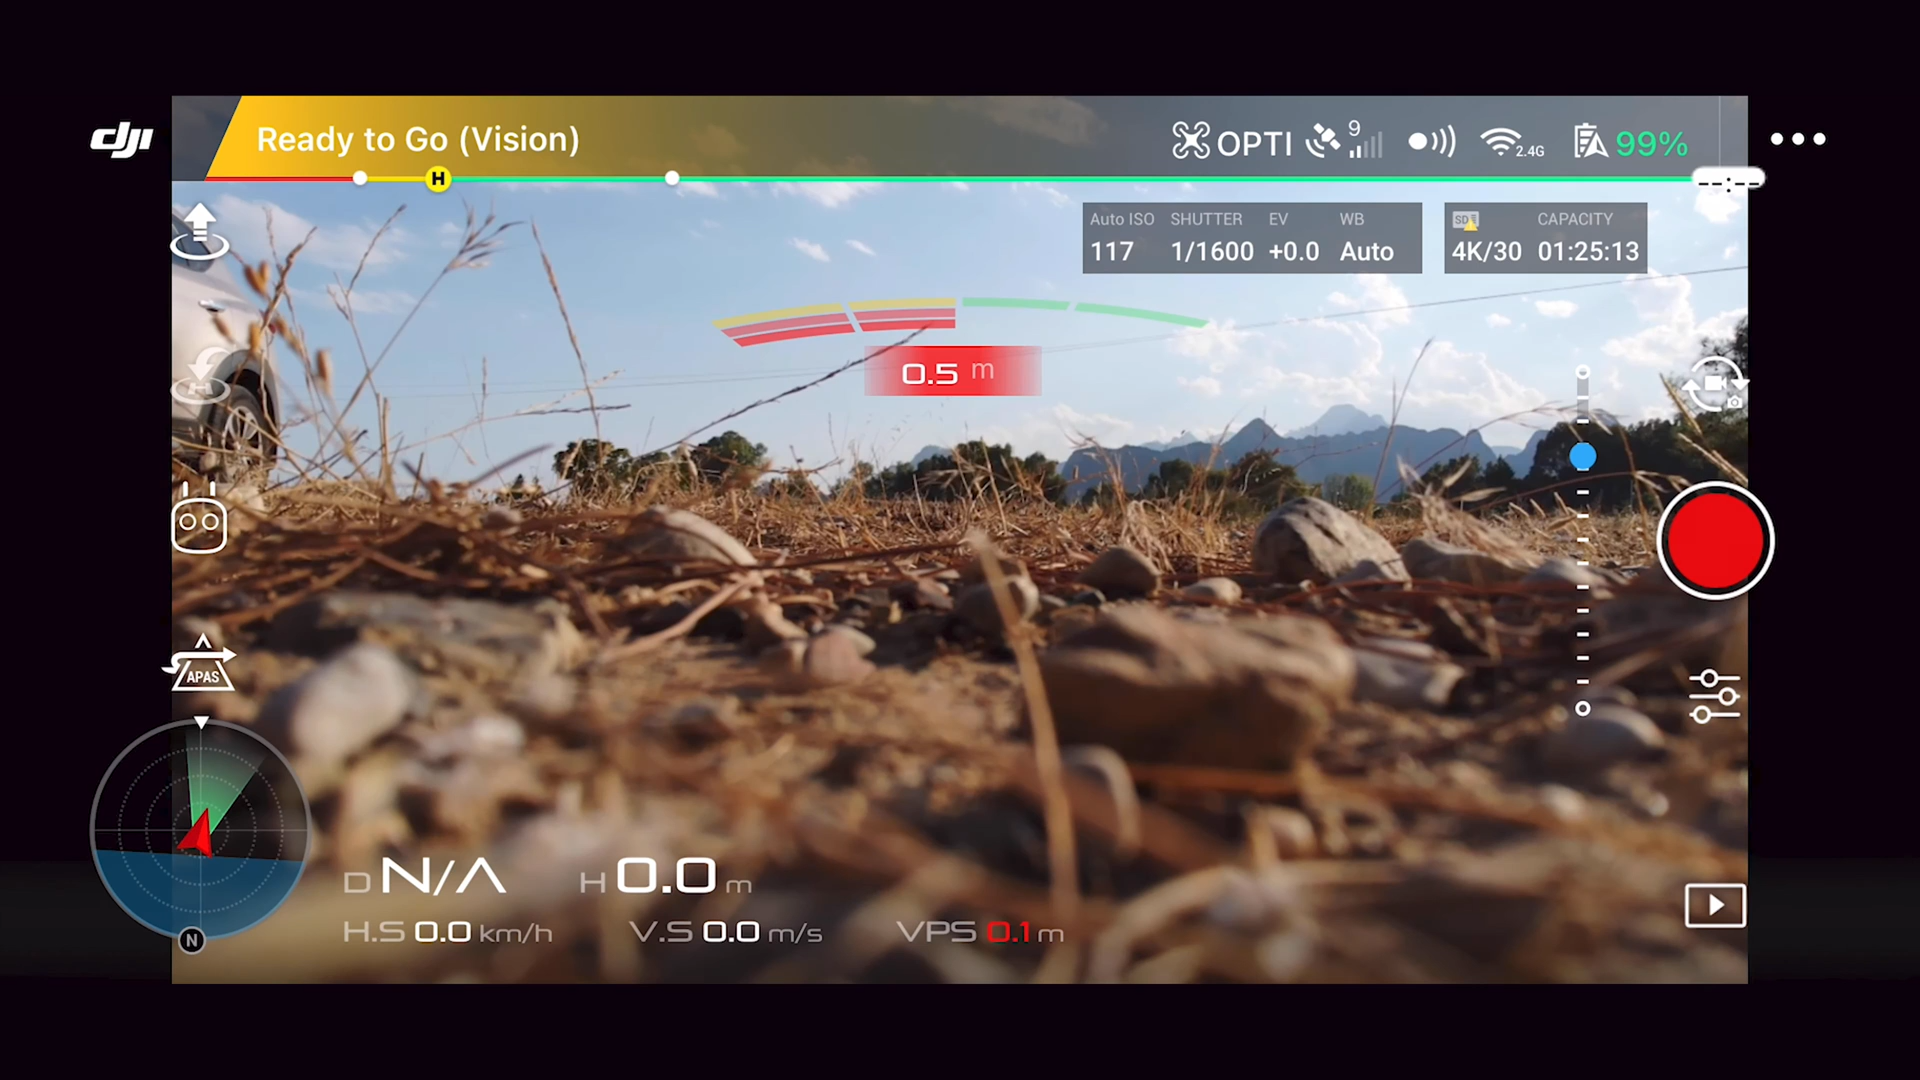 dji
Ready to Go (Vision)
OPTI
9
2.4G
99%
H
Auto ISO SHUTTER EV WB
117 1/1600 +0.0 Auto
SD CAPACITY
4K/30 01:25:13
0.5 m
H
APAS
D N/A H 0.0 m
H.S 0.0 km/h V.S 0.0 m/s VPS 0.1 m
N